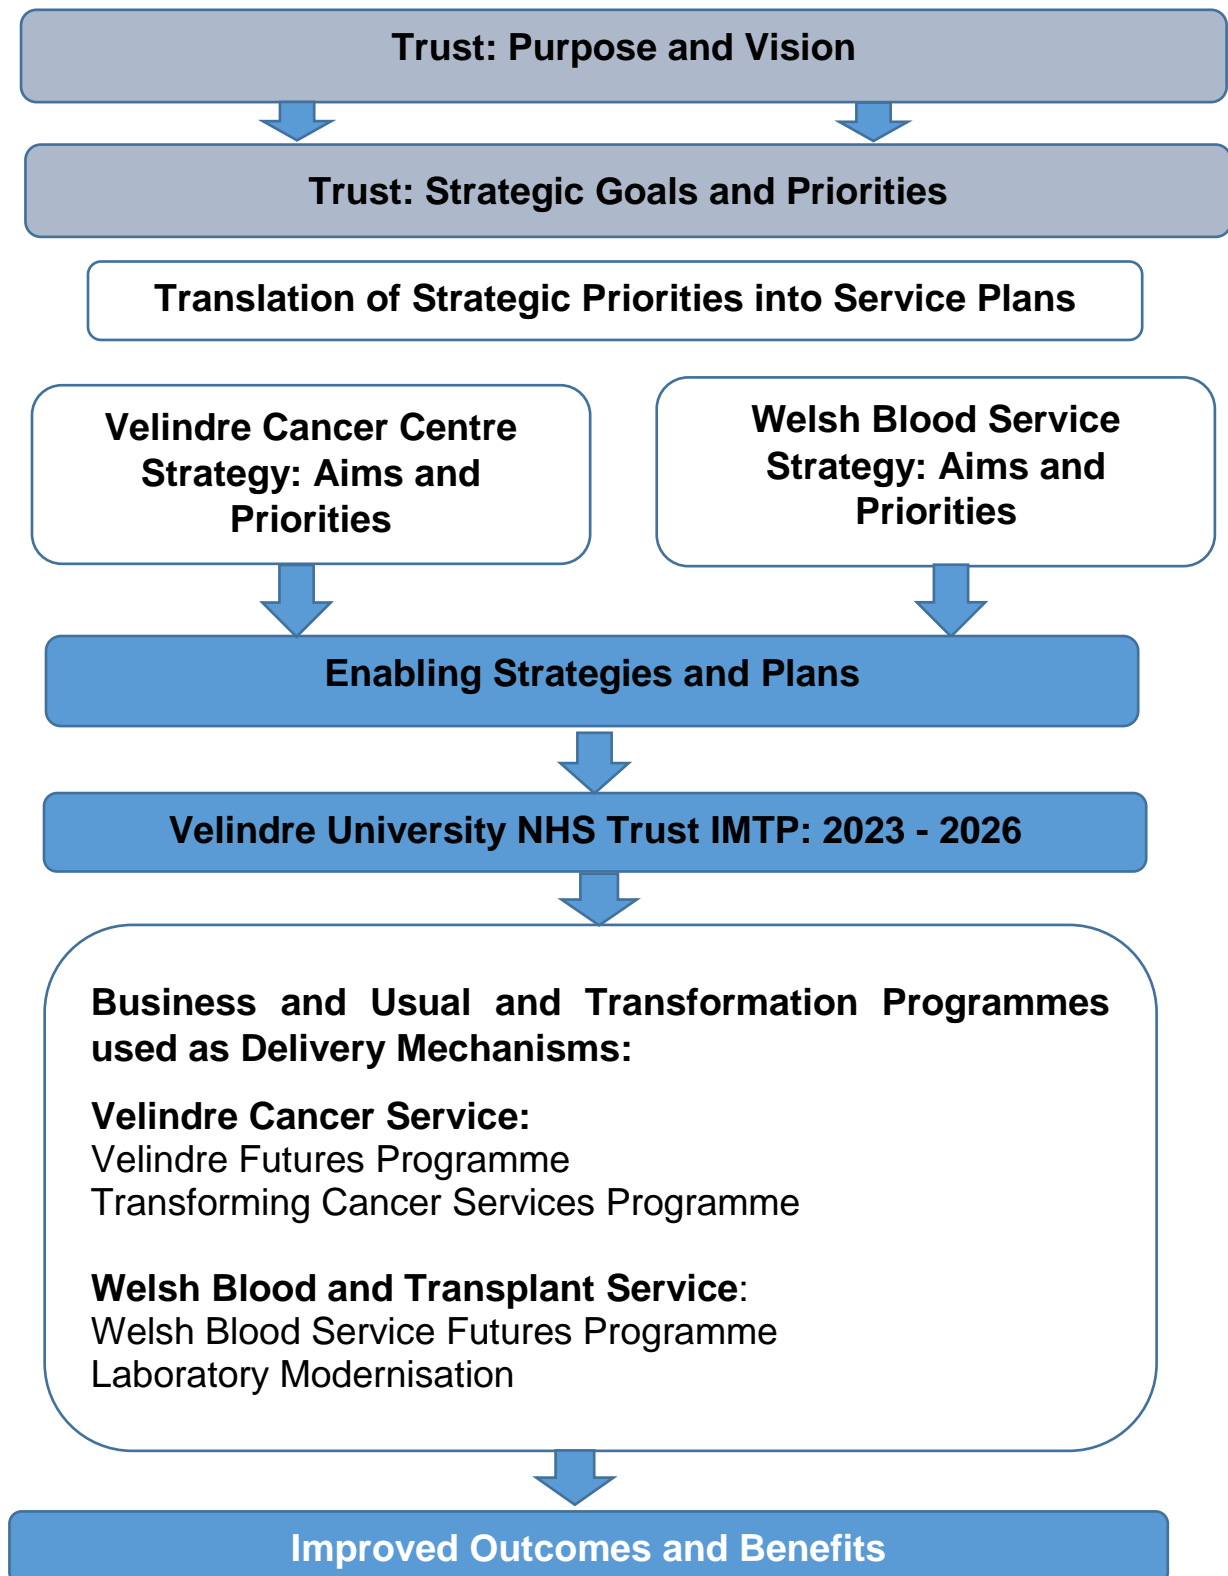 Trust: Purpose and Vision
Trust: Strategic Goals and Priorities
Translation of Strategic Priorities into Service Plans
Velindre Cancer Centre
Strategy: Aims and
Priorities
Welsh Blood Service
Strategy: Aims and
Priorities
Enabling Strategies and Plans
Velindre University NHS Trust IMTP: 2023 - 2026
Business and Usual and Transformation Programmes
used as Delivery Mechanisms:
Velindre Cancer Service:
Velindre Futures Programme
Transforming Cancer Services Programme
Welsh Blood and Transplant Service:
Welsh Blood Service Futures Programme
Laboratory Modernisation
Improved Outcomes and Benefits